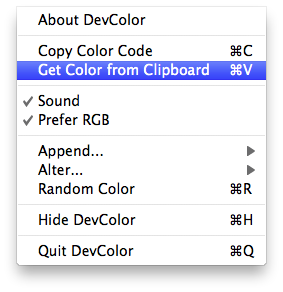 About DevColor
Copy Color Code ⌘C
Get Color from Clipboard ⌘V
✓ Sound
✓ Prefer RGB
Append... ▶
Alter... ▶
Random Color ⌘R
Hide DevColor ⌘H
Quit DevColor ⌘Q